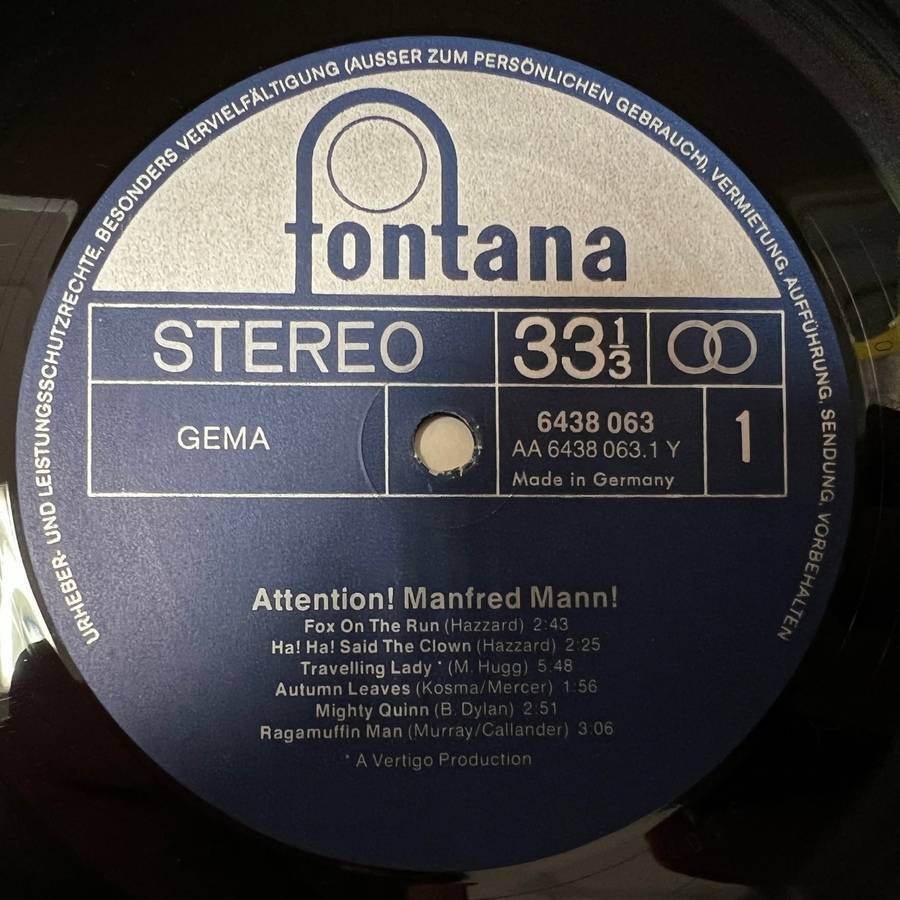 URHEBER- UND LEISTUNGSSCHUTZRECHTE, BESONDERS VERVIELFÄLTIGUNG (AUSSER ZUM PERSÖNLICHEN GEBRAUCH), VERMIETUNG, AUFFÜHRUNG, SENDUNG, VORBEHALTEN
fontana
STEREO
33 1/3
GEMA
6438 063
AA 6438 063.1 Y
Made in Germany
1
Attention! Manfred Mann!
Fox On The Run (Hazzard) 2:43
Ha! Ha! Said The Clown (Hazzard) 2:25
Travelling Lady * (M. Hugg) 5:48
Autumn Leaves (Kosma/Mercer) 1:56
Mighty Quinn (B. Dylan) 2:51
Ragamuffin Man (Murray/Callander) 3:06
* A Vertigo Production